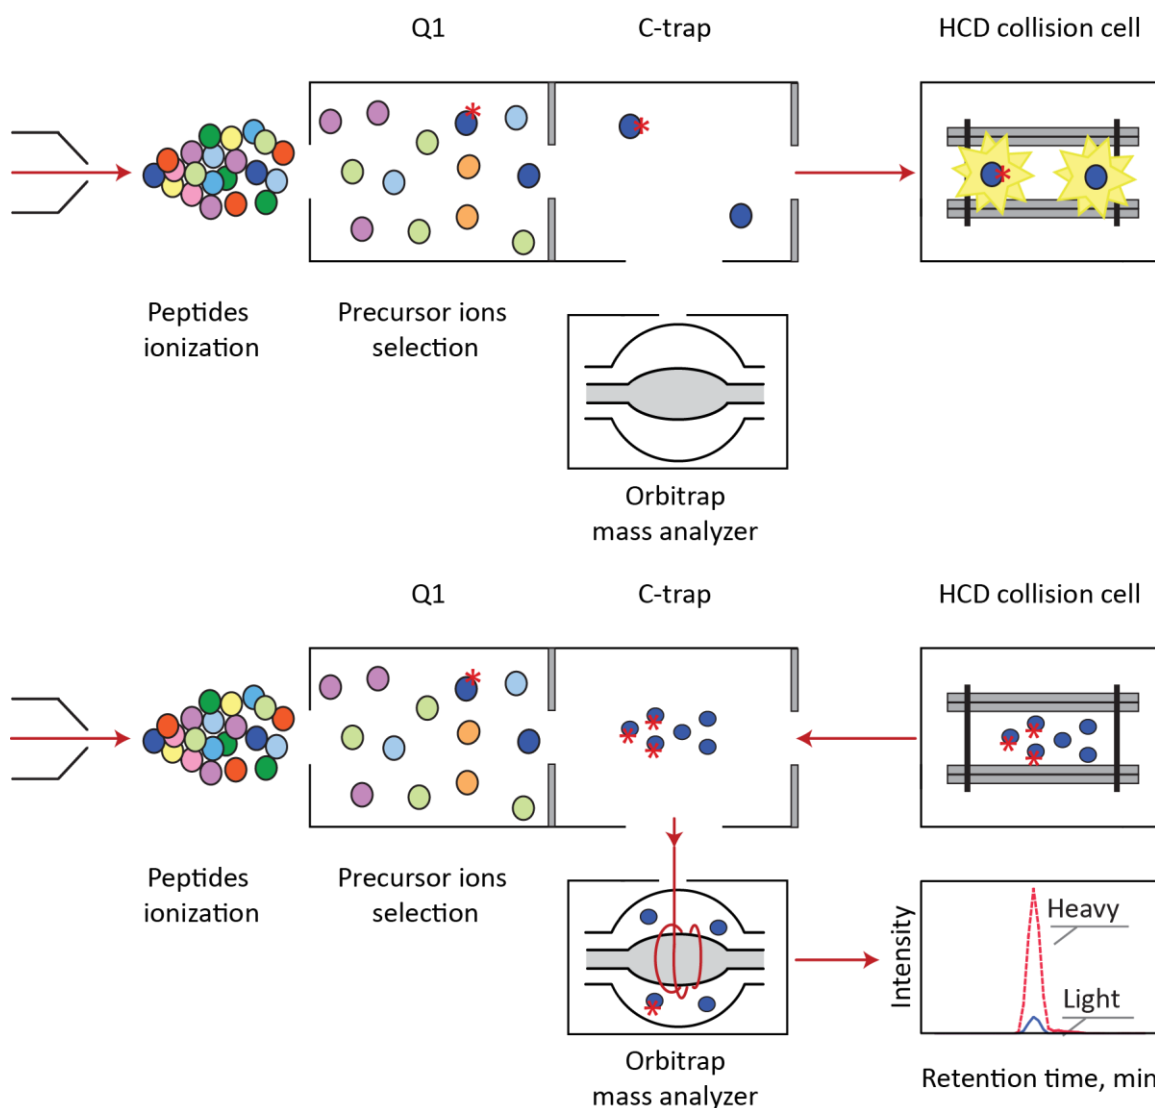 Q1
C-trap
HCD collision cell
Peptides
ionization
Precursor ions
selection
Orbitrap
mass analyzer
Q1
C-trap
HCD collision cell
Peptides
ionization
Precursor ions
selection
Intensity
Heavy
Light
Orbitrap
mass analyzer
Retention time, min